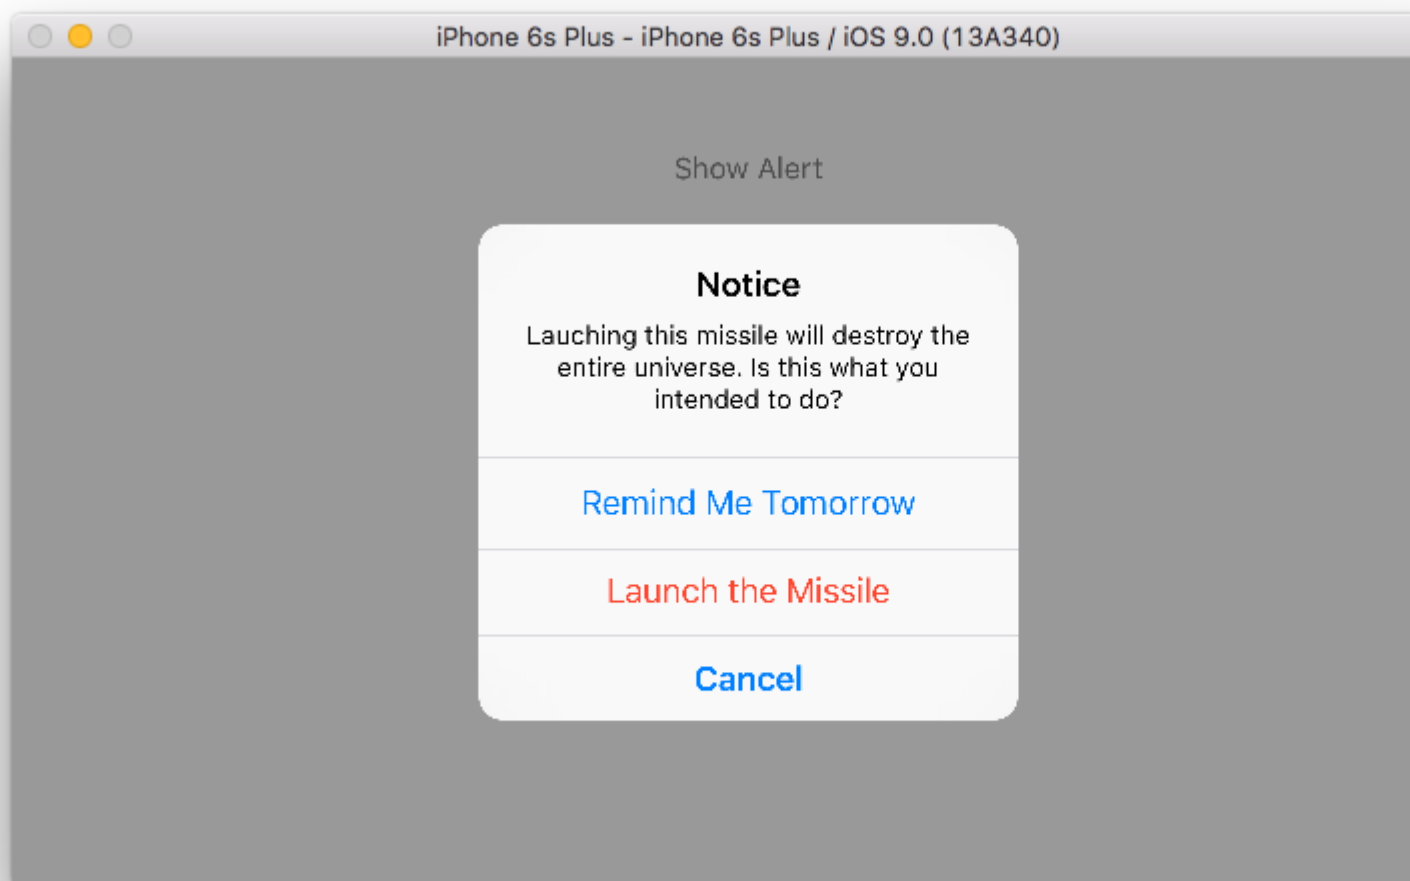 iPhone 6s Plus - iPhone 6s Plus / iOS 9.0 (13A340)
Show Alert
Notice
Lauching this missile will destroy the
entire universe. Is this what you
intended to do?
Remind Me Tomorrow
Launch the Missile
Cancel